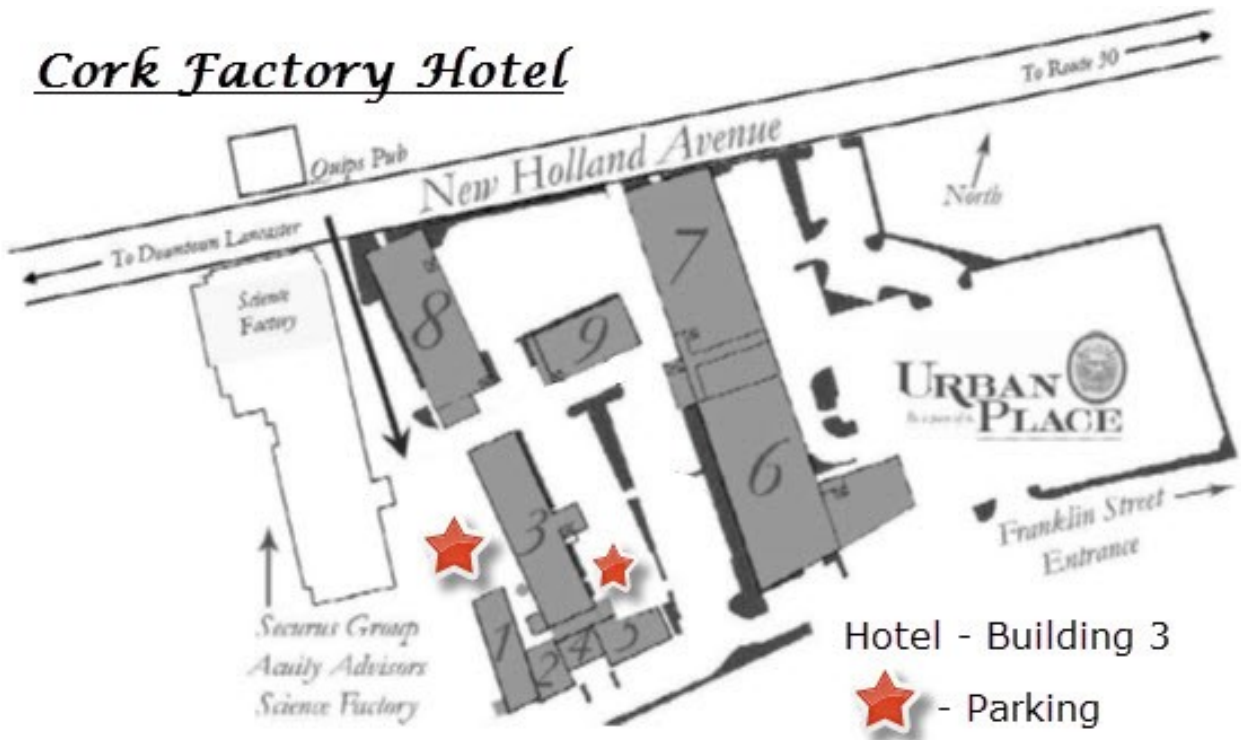 Cork Factory Hotel
To Route 30
New Holland Avenue
Quips Pub
North
To Downtown Lancaster
Science
Factory
7
8
9
URBAN
PLACE
6
Franklin Street
Entrance
3
1
2
4
5
Securus Group
Acuity Advisors
Science Factory
Hotel - Building 3
- Parking